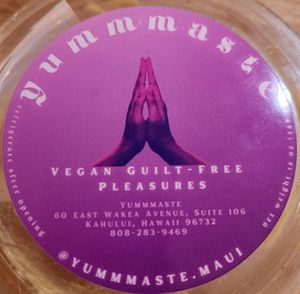 yummmaste
VEGAN GUILT-FREE
PLEASURES
YUMMMASTE
60 EAST WAKEA AVENUE, SUITE 106
KAHULUI, HAWAII 96732
808-283-9469
@YUMMMASTE.MAUI
refrigerate after opening
net weight 12 oz